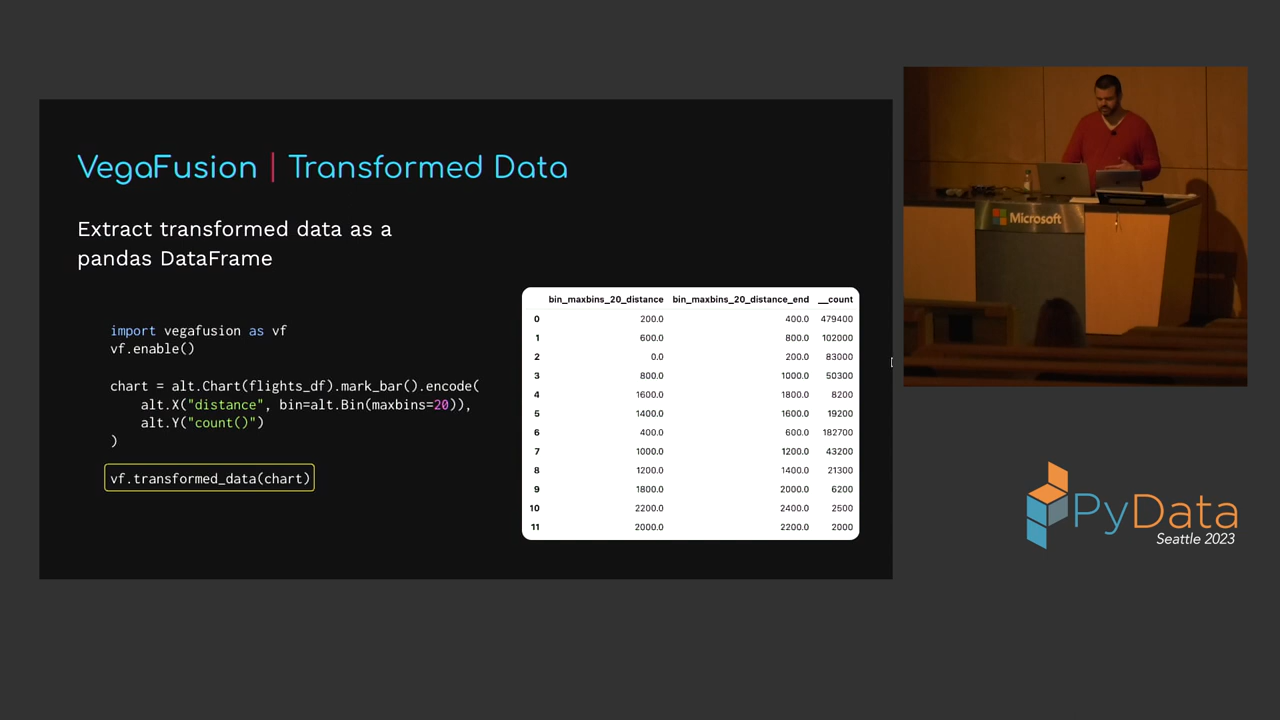 VegaFusion | Transformed Data
Extract transformed data as a
pandas DataFrame
import vegafusion as vf
vf.enable()
chart = alt.Chart(flights_df).mark_bar().encode(
    alt.X("distance", bin=alt.Bin(maxbins=20)),
    alt.Y("count()")
)
vf.transformed_data(chart)
bin_maxbins_20_distance bin_maxbins_20_distance_end __count
0 200.0 400.0 479400
1 600.0 800.0 102000
2 0.0 200.0 83000
3 800.0 1000.0 50300
4 1600.0 1800.0 8200
5 1400.0 1600.0 19200
6 400.0 600.0 182700
7 1000.0 1200.0 43200
8 1200.0 1400.0 21300
9 1800.0 2000.0 6200
10 2200.0 2400.0 2500
11 2000.0 2200.0 2000
Microsoft
PyData
Seattle 2023